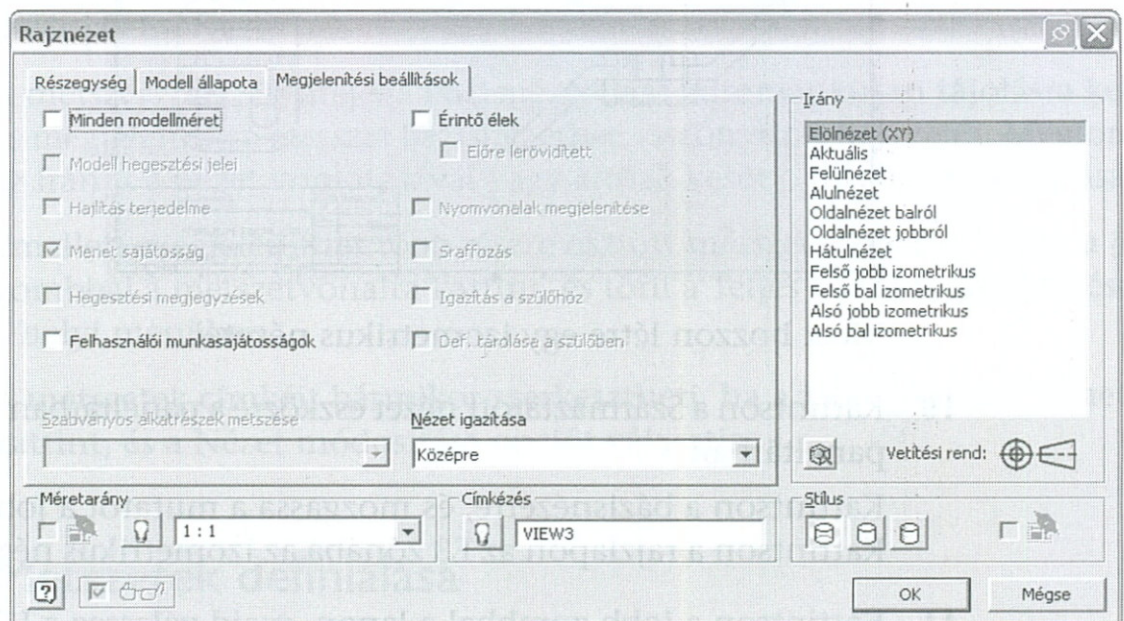 Rajznézet
Részegység
Modell állapota
Megjelenítési beállítások
Minden modellméret
Modell hegesztési jelei
Hajlítás terjedelme
Menet sajátosság
Hegesztési megjegyzések
Felhasználói munkasajátosságok
Érintő élek
Előre lerövidített
Nyomvonalak megjelenítése
Sraffozás
Igazítás a szülőhöz
Def. tárolása a szülőben
Szabványos alkatrészek metszése
Nézet igazítása
Középre
Irány
Elölnézet (XY)
Aktuális
Felülnézet
Alulnézet
Oldalnézet balról
Oldalnézet jobbról
Hátulnézet
Felső jobb izometrikus
Felső bal izometrikus
Alsó jobb izometrikus
Alsó bal izometrikus
Vetítési rend:
Méretarány
1 : 1
Címkézés
VIEW3
Stílus
OK
Mégse